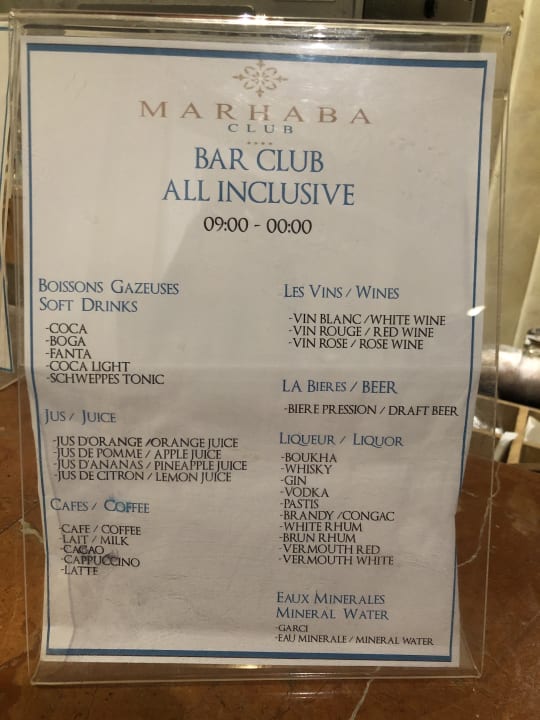 MARHABA
CLUB
BAR CLUB
ALL INCLUSIVE
09:00 - 00:00
BOISSONS GAZEUSES
SOFT DRINKS
-COCA
-BOGA
-FANTA
-COCA LIGHT
-SCHWEPPES TONIC
JUS / JUICE
-JUS D'ORANGE /ORANGE JUICE
-JUS DE POMME / APPLE JUICE
-JUS D'ANANAS / PINEAPPLE JUICE
-JUS DE CITRON / LEMON JUICE
CAFES / COFFEE
-CAFE / COFFEE
-LAIT / MILK
-CACAO
-CAPPUCCINO
-LATTE
LES VINS / WINES
-VIN BLANC /WHITE WINE
-VIN ROUGE / RED WINE
-VIN ROSE / ROSE WINE
LA BIERES / BEER
-BIERE PRESSION / DRAFT BEER
LIQUEUR / LIQUOR
-BOUKHA
-WHISKY
-GIN
-VODKA
-PASTIS
-BRANDY /CONGAC
-WHITE RHUM
-BRUN RHUM
-VERMOUTH RED
-VERMOUTH WHITE
EAUX MINERALES
MINERAL WATER
-GARCI
-EAU MINERALE / MINERAL WATER